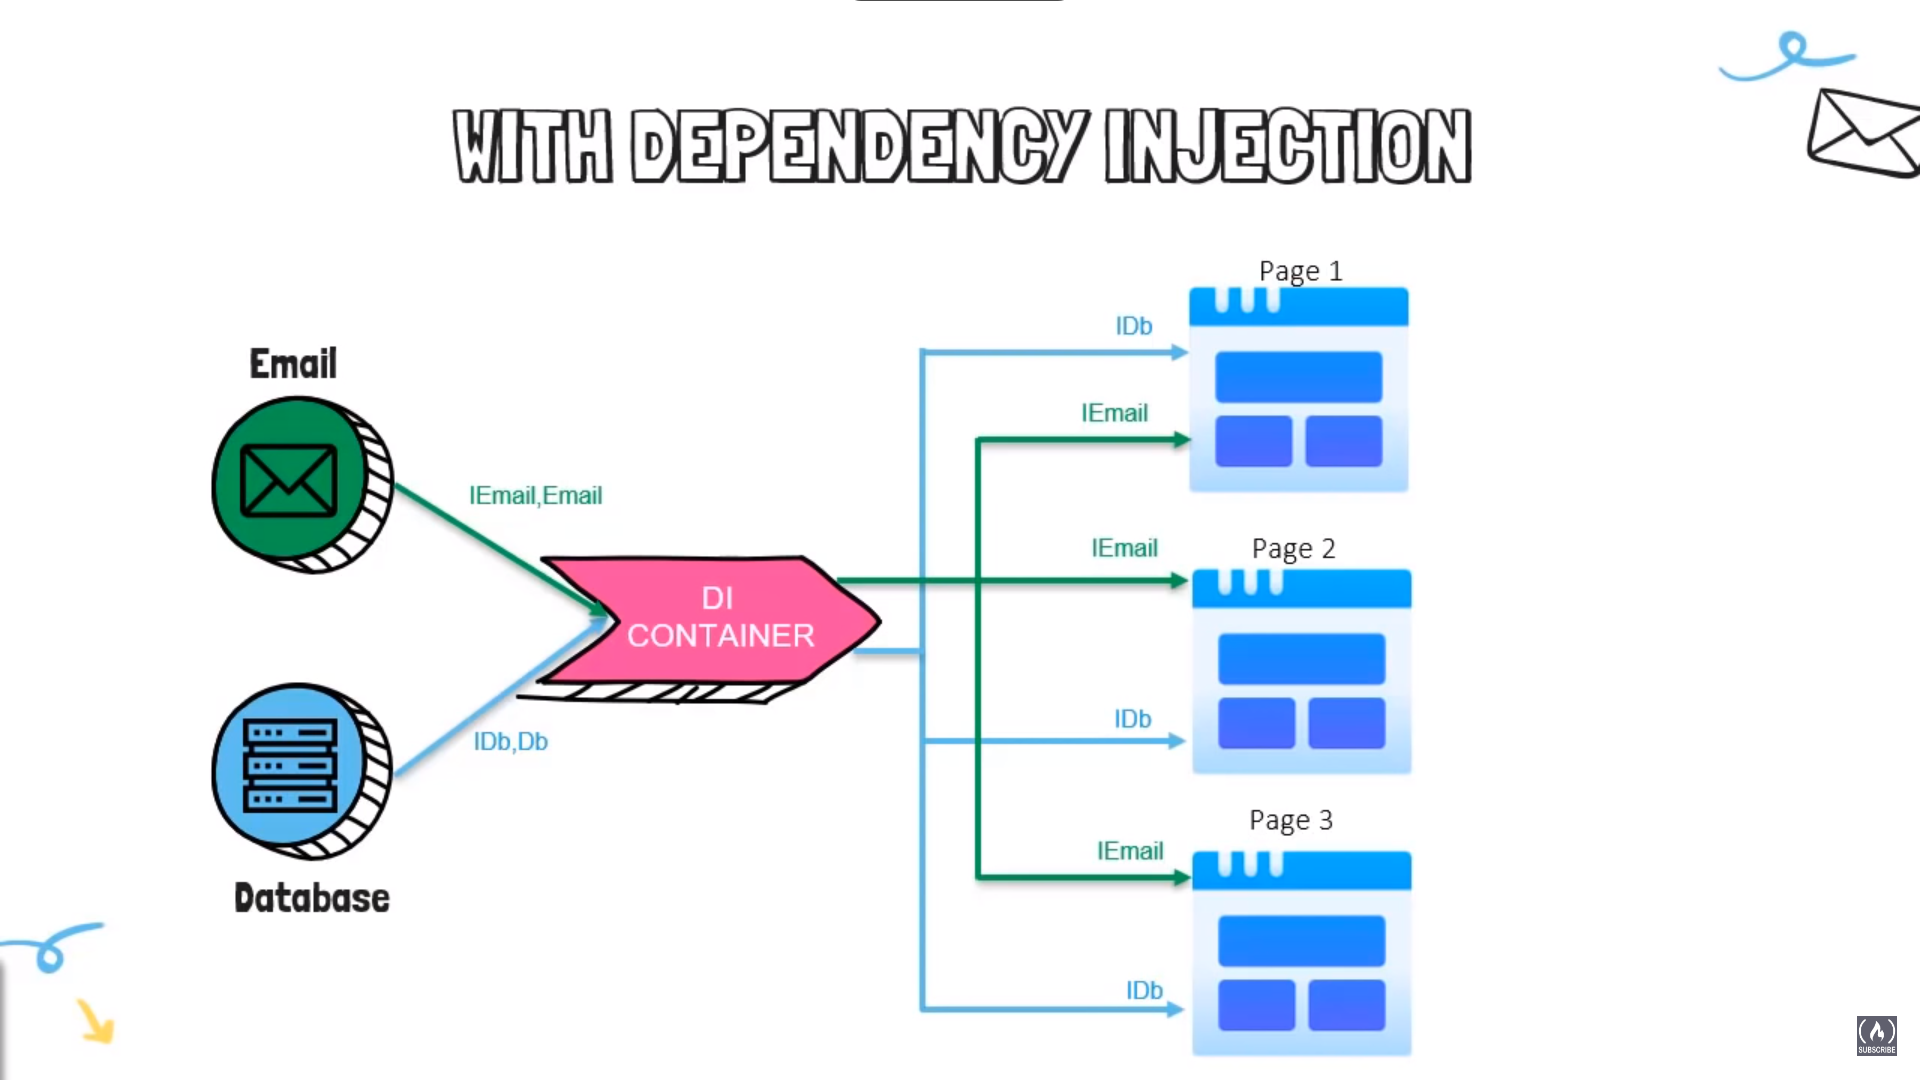 WITH DEPENDENCY INJECTION
Page 1
IDb
Email
IEmail
IEmail,Email
IEmail
Page 2
DI
CONTAINER
IDb
IDb,Db
Page 3
IEmail
Database
IDb
SUBSCRIBE